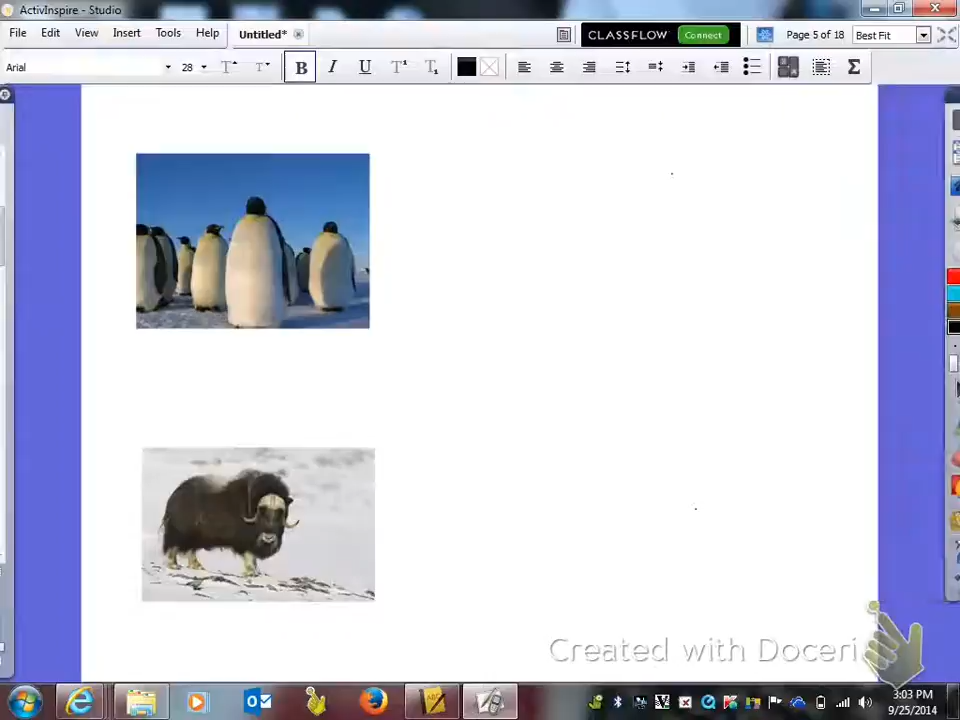 ActivInspire - Studio
File Edit View Insert Tools Help Untitled* CLASSFLOW Connect Page 5 of 18 Best Fit
Arial 28 B I U T T Σ
Created with Doceri
3:03 PM
9/25/2014